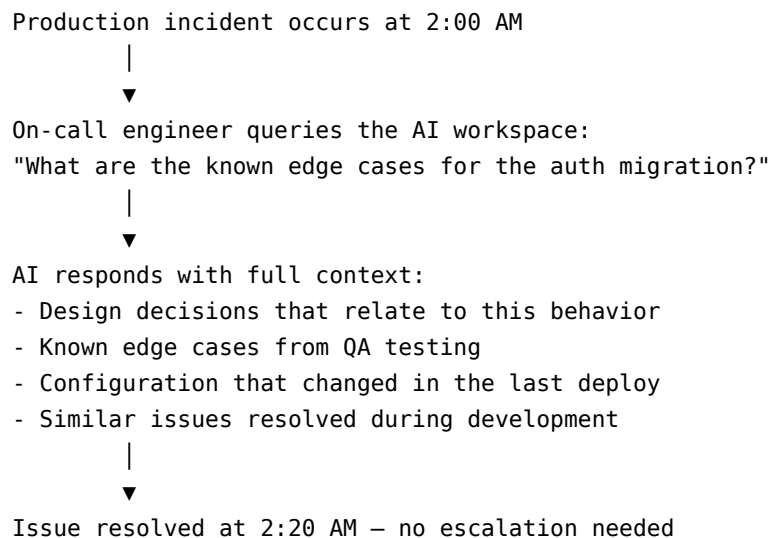 Production incident occurs at 2:00 AM
│
▼
On-call engineer queries the AI workspace:
"What are the known edge cases for the auth migration?"
│
▼
AI responds with full context:
- Design decisions that relate to this behavior
- Known edge cases from QA testing
- Configuration that changed in the last deploy
- Similar issues resolved during development
│
▼
Issue resolved at 2:20 AM — no escalation needed